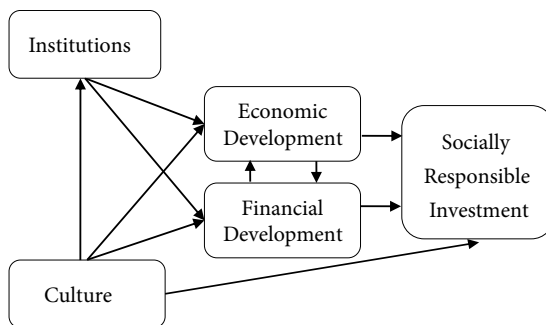 Institutions
Economic
Development
Socially
Responsible
Investment
Financial
Development
Culture